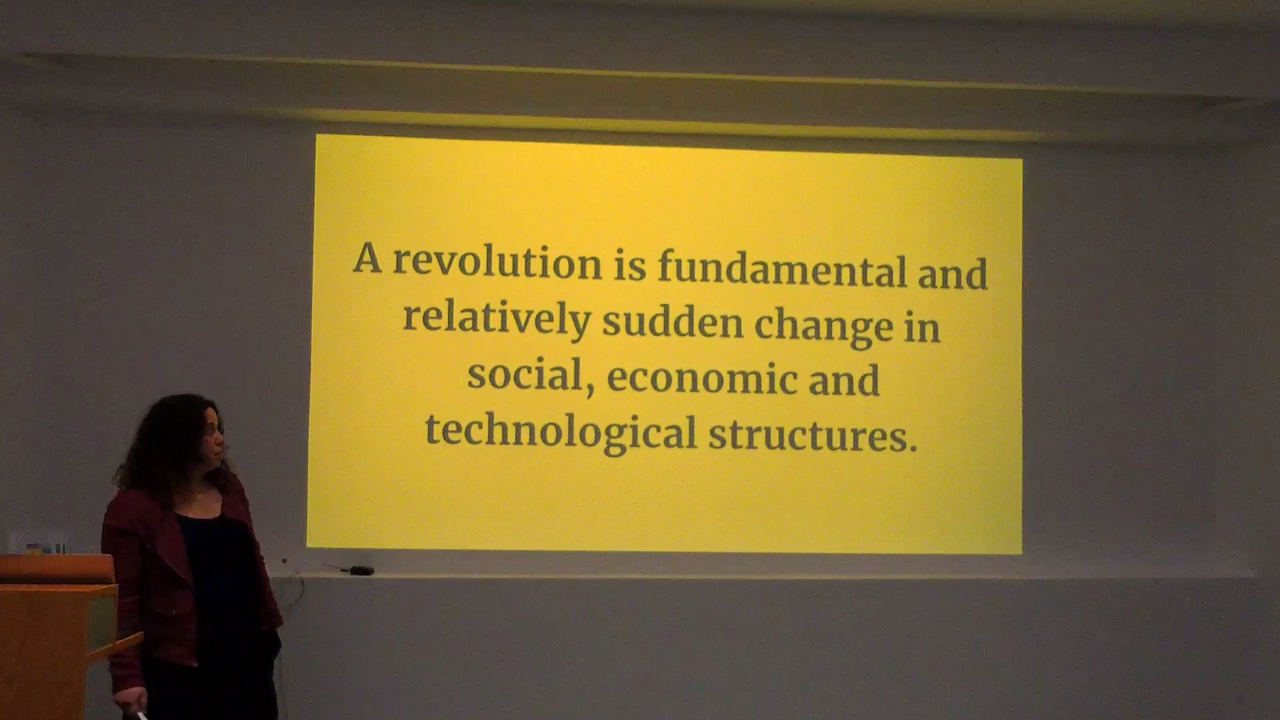 A revolution is fundamental and
relatively sudden change in
social, economic and
technological structures.